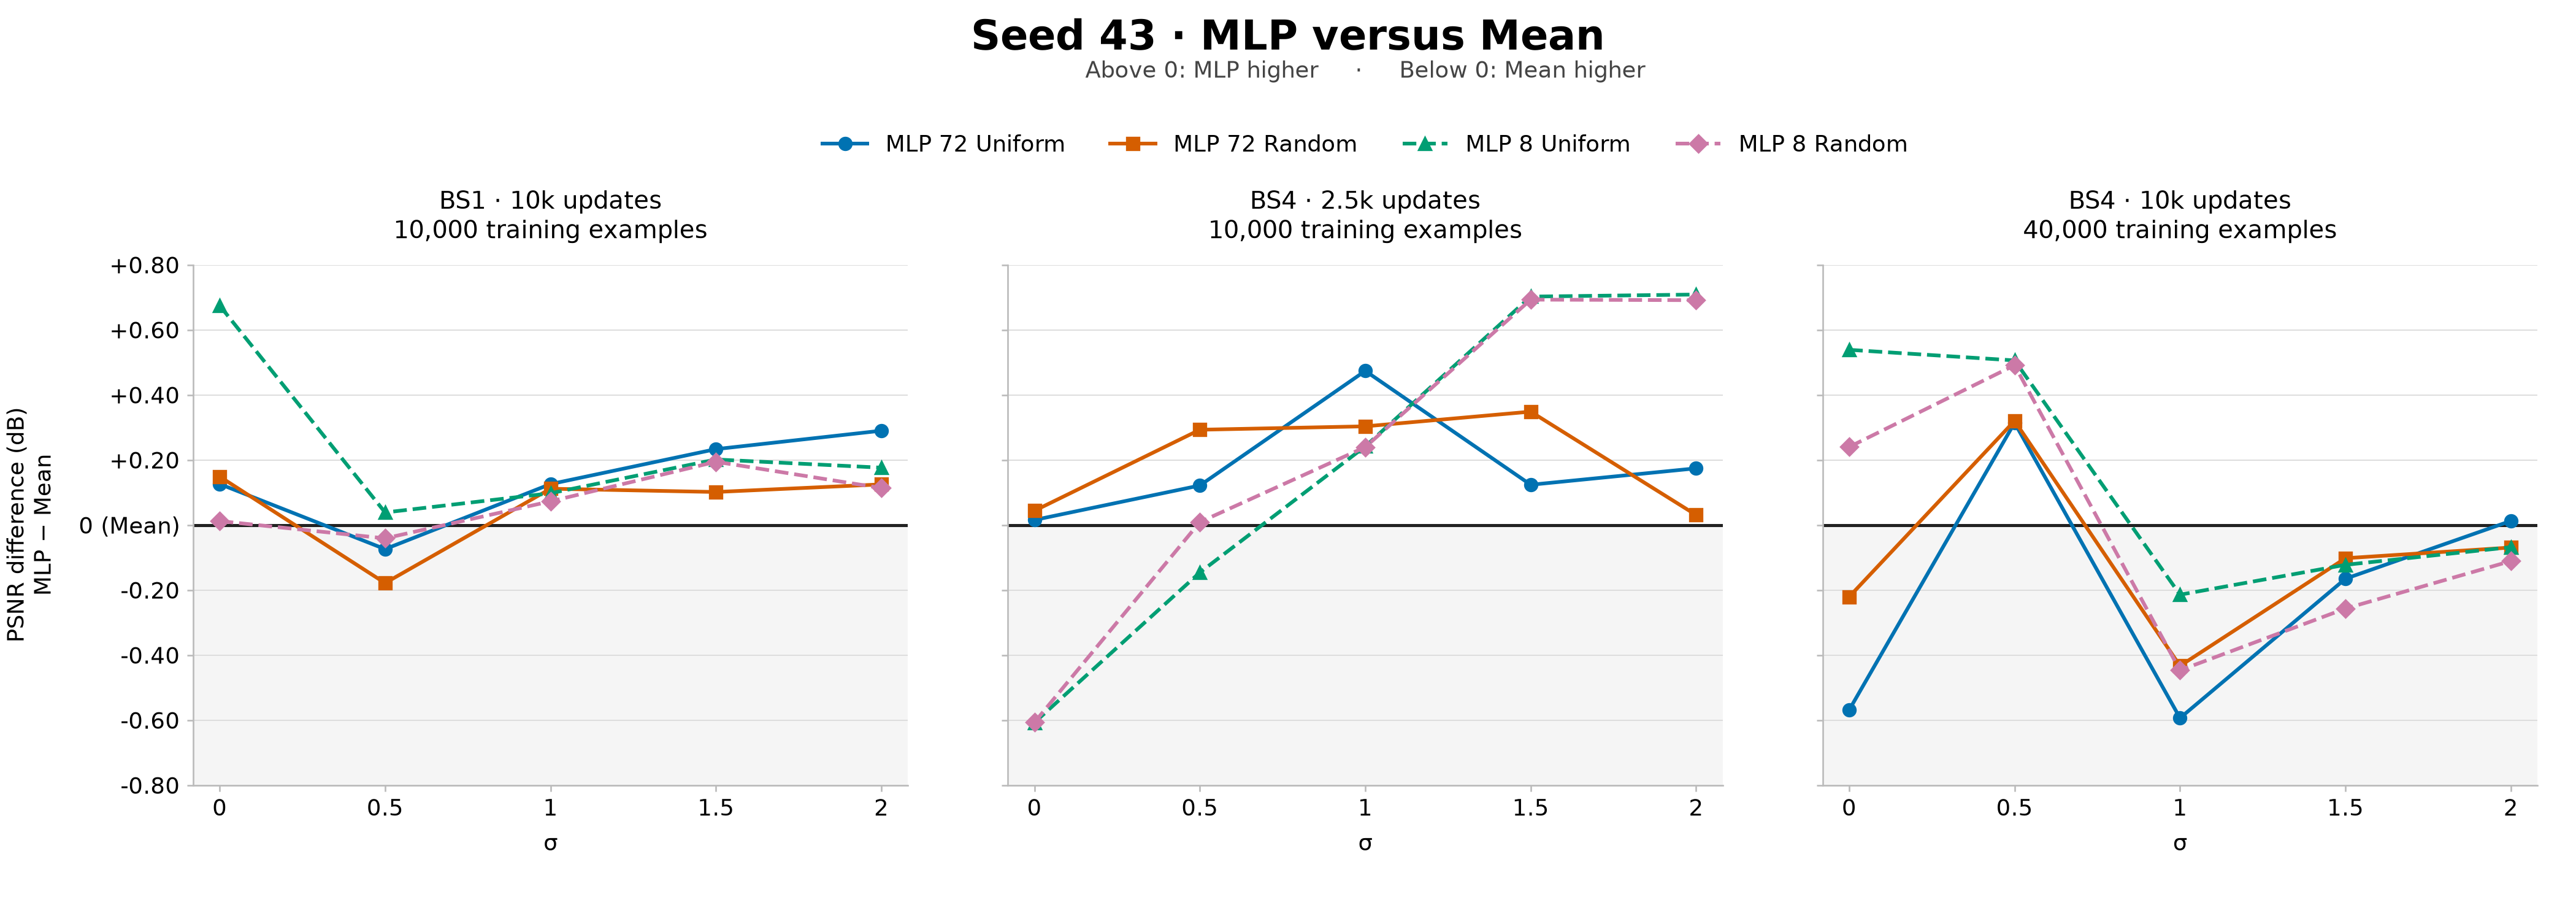 Seed 43 · MLP versus Mean
Above 0: MLP higher · Below 0: Mean higher
MLP 72 Uniform
MLP 72 Random
MLP 8 Uniform
MLP 8 Random
BS1 · 10k updates
10,000 training examples
BS4 · 2.5k updates
10,000 training examples
BS4 · 10k updates
40,000 training examples
PSNR difference (dB)
MLP − Mean
+0.80
+0.60
+0.40
+0.20
0 (Mean)
-0.20
-0.40
-0.60
-0.80
0 0.5 1 1.5 2
σ
0 0.5 1 1.5 2
σ
0 0.5 1 1.5 2
σ